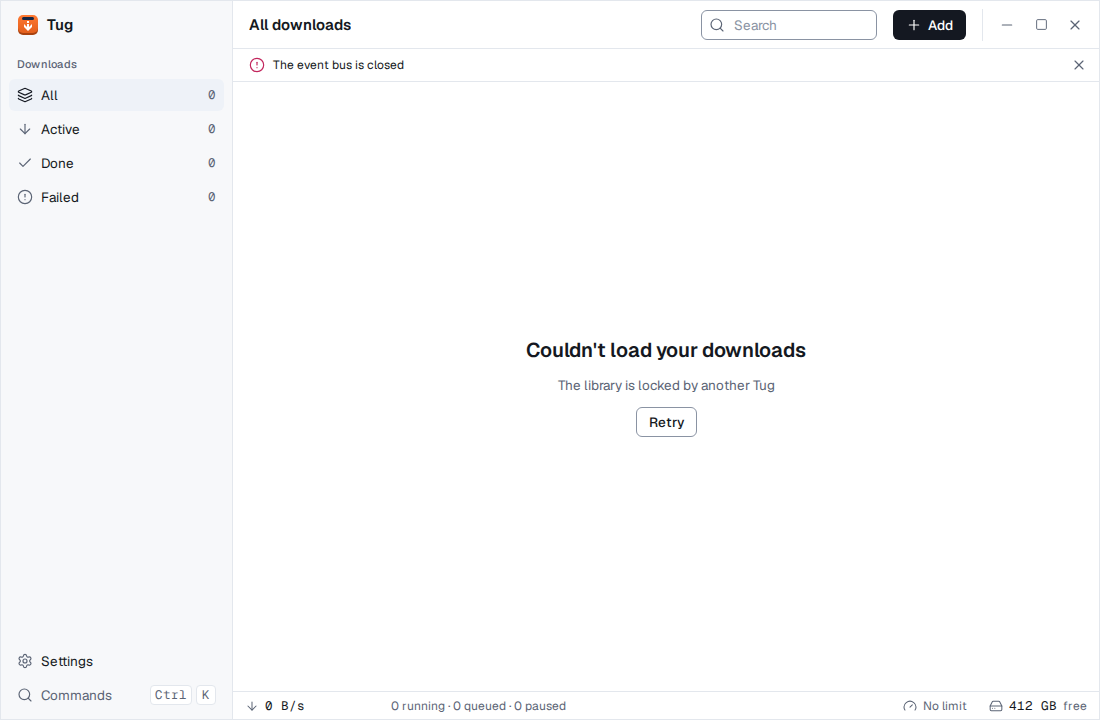 Tug
Downloads
All 0
Active 0
Done 0
Failed 0
Settings
Commands Ctrl K
All downloads
Search
Add
The event bus is closed
Couldn't load your downloads
The library is locked by another Tug
Retry
0 B/s
0 running · 0 queued · 0 paused
No limit
412 GB free